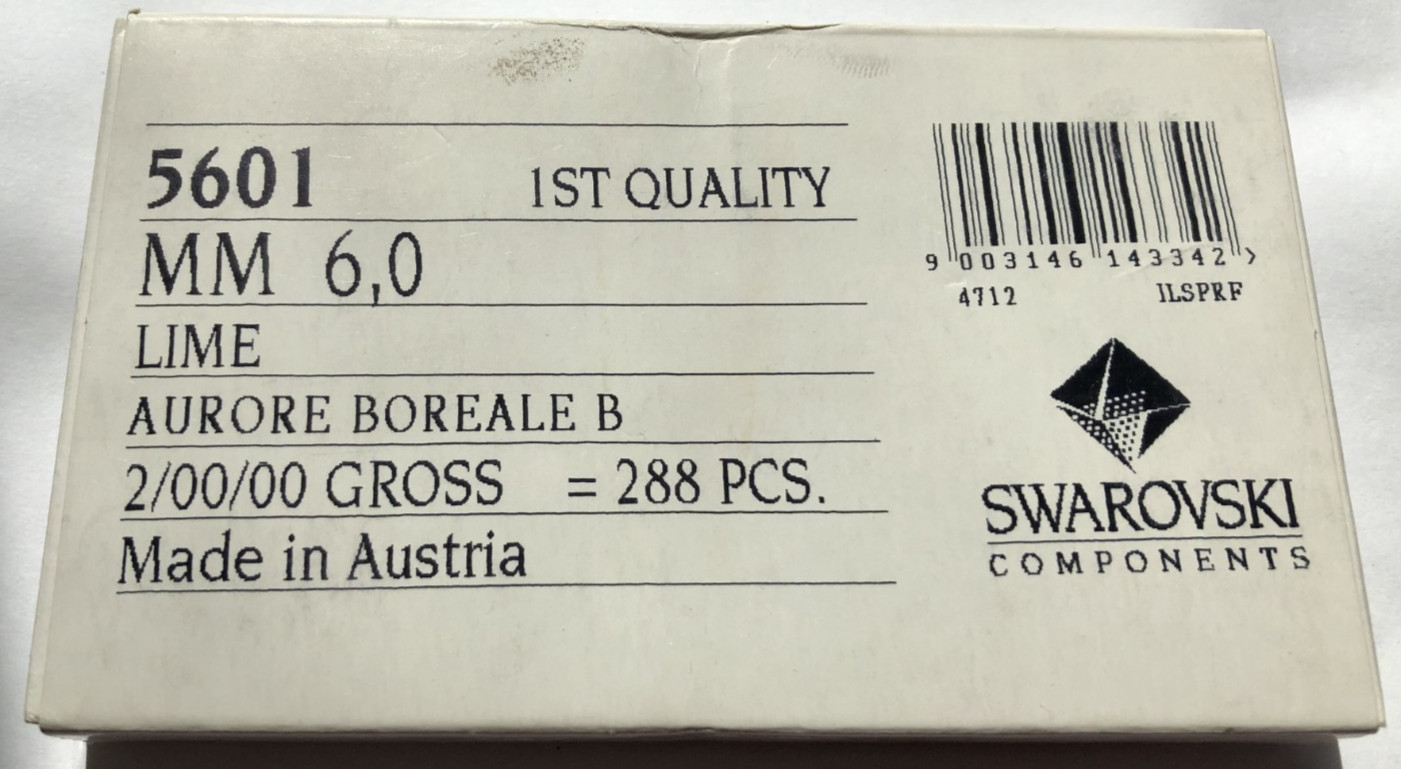 5601 1ST QUALITY
MM 6,0
LIME
AURORE BOREALE B
2/00/00 GROSS = 288 PCS.
Made in Austria
9 003146 143342 >
4712 ILSPRF
SWAROVSKI
COMPONENTS